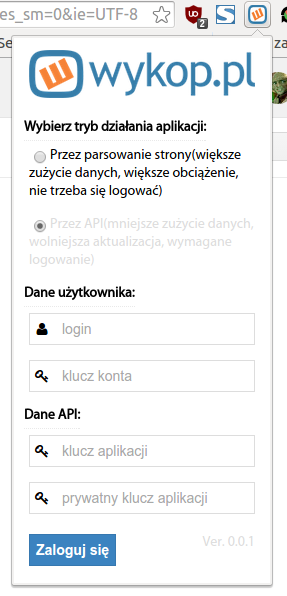 es_sm=0&ie=UTF-8
2
wykop.pl
Wybierz tryb działania aplikacji:
Przez parsowanie strony(większe
zużycie danych, większe obciążenie,
nie trzeba się logować)
Przez API(mniejsze zużycie danych,
wolniejsza aktualizacja, wymagane
logowanie)
Dane użytkownika:
login
klucz konta
Dane API:
klucz aplikacji
prywatny klucz aplikacji
Zaloguj się
Ver. 0.0.1